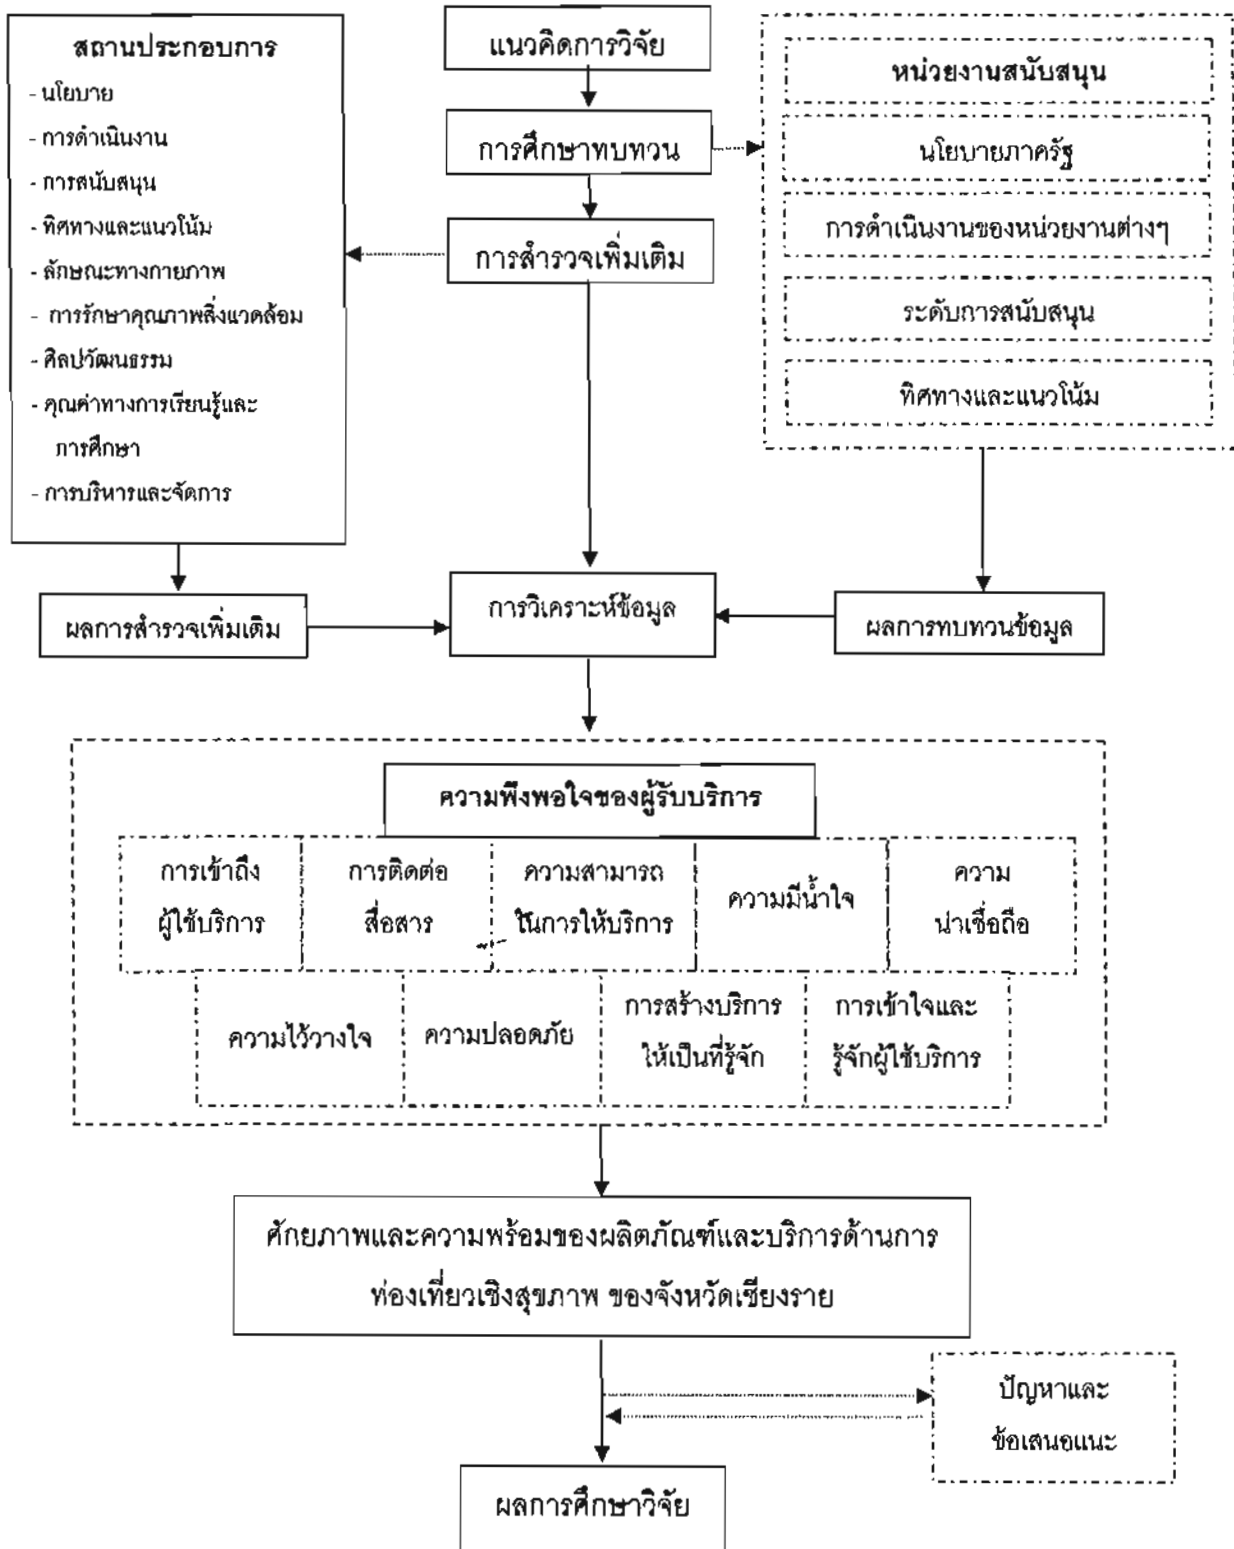 สถานประกอบการ
- นโยบาย
- การดำเนินงาน
- การสนับสนุน
- ทิศทางและแนวโน้ม
- ลักษณะทางกายภาพ
- การรักษาคุณภาพสิ่งแวดล้อม
- ศิลปวัฒนธรรม
- คุณค่าทางการเรียนรู้และ
การศึกษา
- การบริหารและจัดการ
แนวคิดการวิจัย
การศึกษาทบทวน
การสำรวจเพิ่มเติม
หน่วยงานสนับสนุน
นโยบายภาครัฐ
การดำเนินงานของหน่วยงานต่างๆ
ระดับการสนับสนุน
ทิศทางและแนวโน้ม
ผลการสำรวจเพิ่มเติม
การวิเคราะห์ข้อมูล
ผลการทบทวนข้อมูล
ความพึงพอใจของผู้รับบริการ
การเข้าถึง
ผู้ใช้บริการ
การติดต่อ
สื่อสาร
ความสามารถ
ในการให้บริการ
ความมีน้ำใจ
ความ
น่าเชื่อถือ
ความไว้วางใจ
ความปลอดภัย
การสร้างบริการ
ให้เป็นที่รู้จัก
การเข้าใจและ
รู้จักผู้ใช้บริการ
ศักยภาพและความพร้อมของผลิตภัณฑ์และบริการด้านการ
ท่องเที่ยวเชิงสุขภาพ ของจังหวัดเชียงราย
ปัญหาและ
ข้อเสนอแนะ
ผลการศึกษาวิจัย